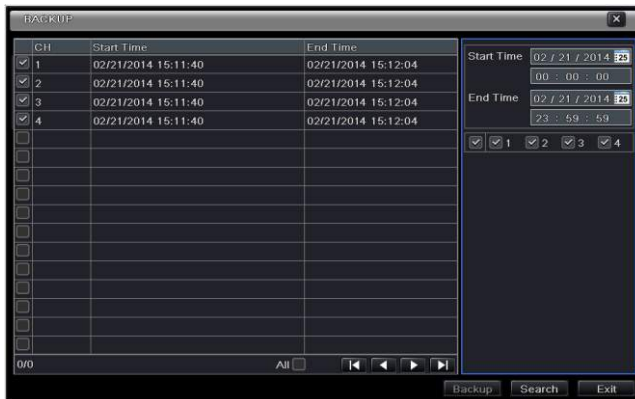 BACKUP
CH Start Time End Time
1 02/21/2014 15:11:40 02/21/2014 15:12:04
2 02/21/2014 15:11:40 02/21/2014 15:12:04
3 02/21/2014 15:11:40 02/21/2014 15:12:04
4 02/21/2014 15:11:40 02/21/2014 15:12:04
0/0 All
Start Time 02 / 21 / 2014 25
00 : 00 : 00
End Time 02 / 21 / 2014 25
23 : 59 : 59
1 2 3 4
Backup Search Exit